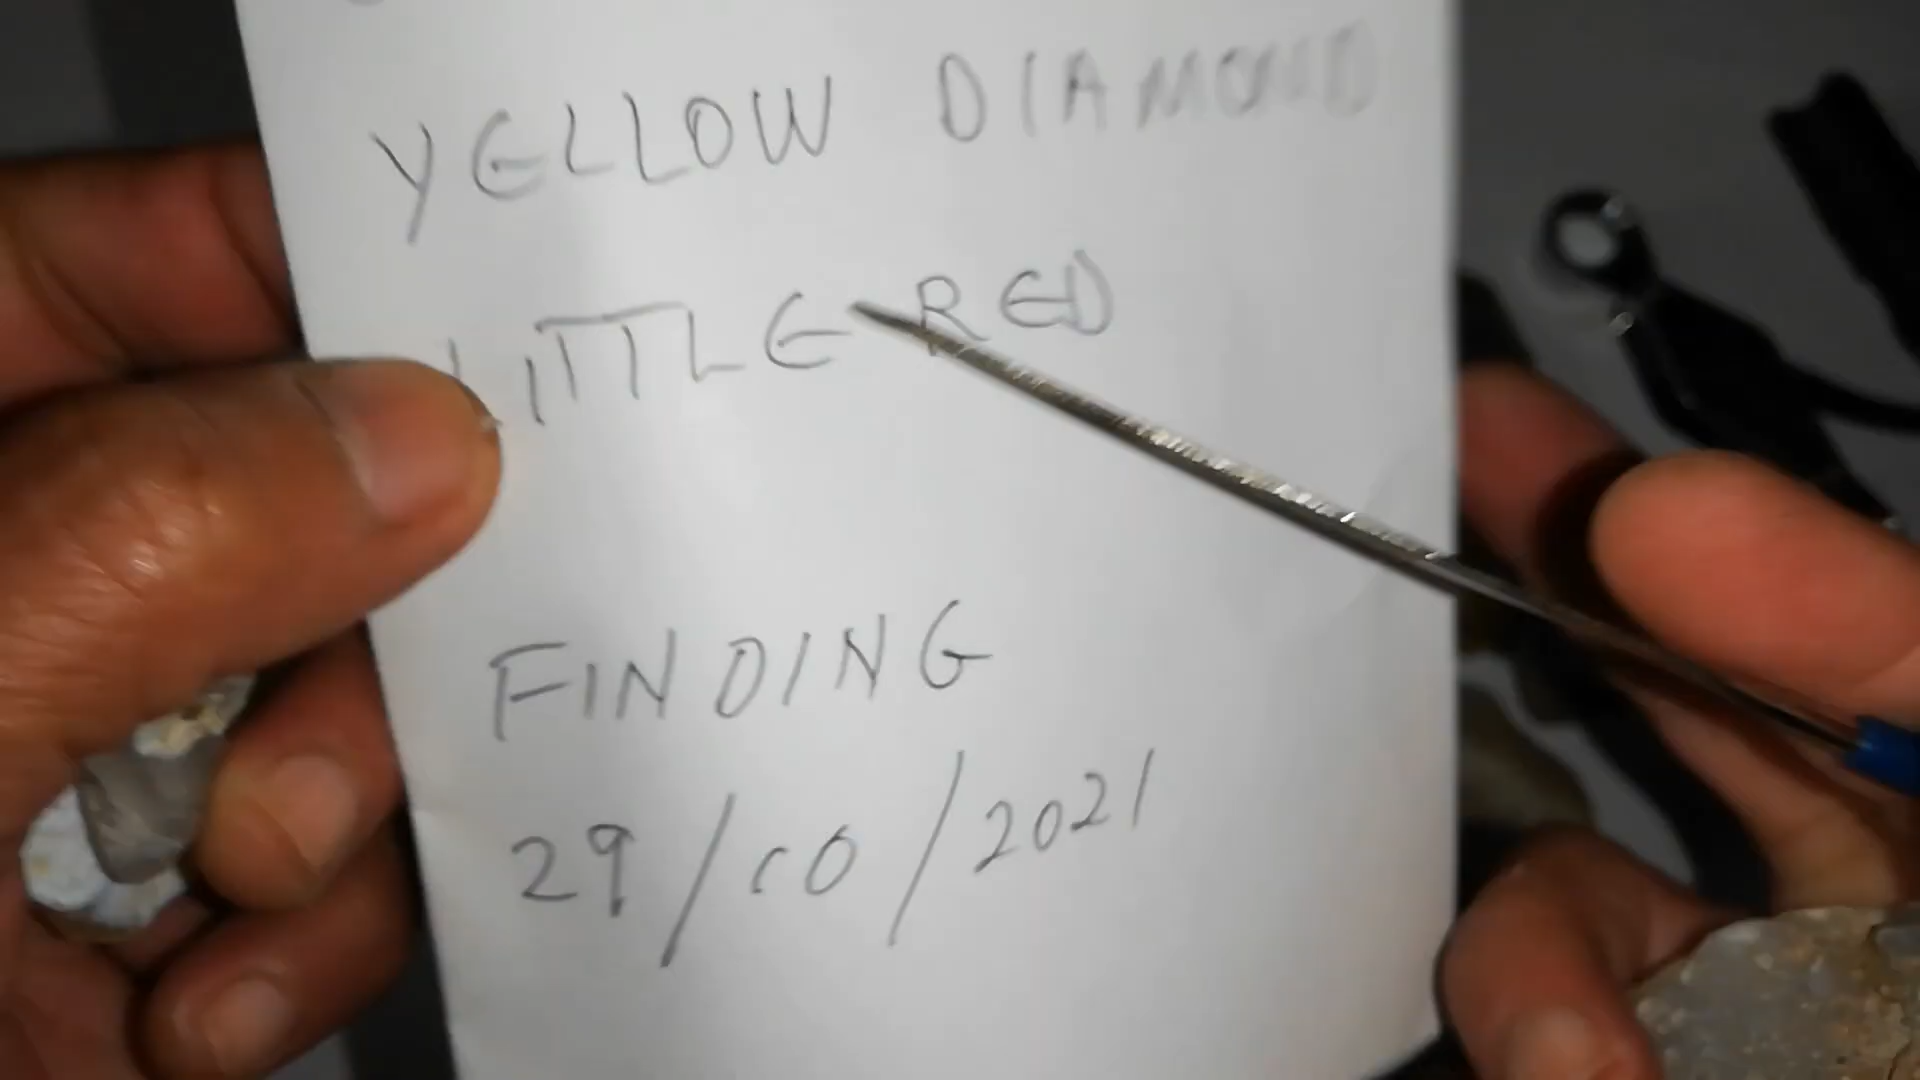 YELLOW DIAMOND
LITTLE RED
FINDING
29/10/2021